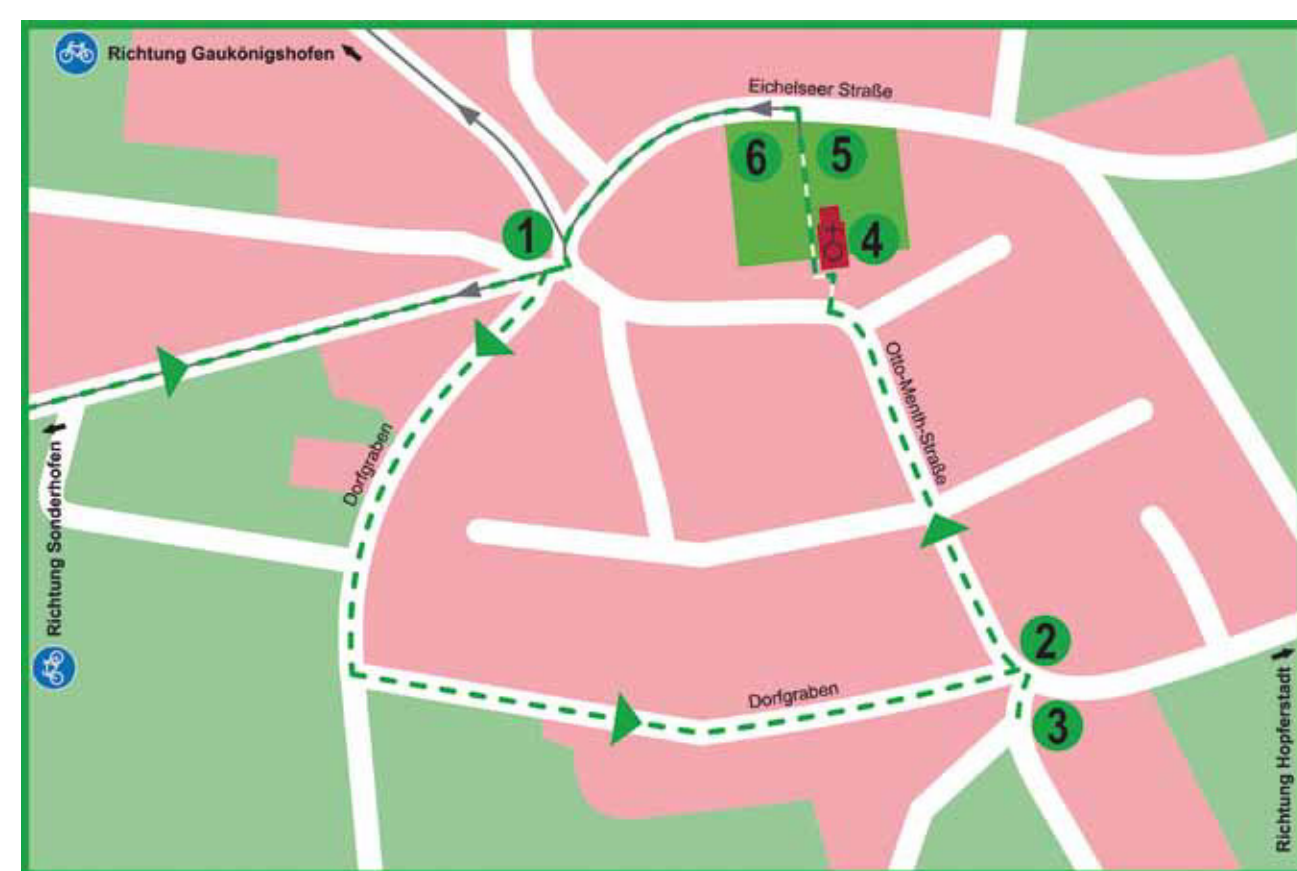 Richtung Gaukönigshofen
Eichelseer Straße
6
5
1
4
Otto-Menth-Straße
Dorfgraben
Richtung Sonderhofen
2
Dorfgraben
3
Richtung Hopferstadt